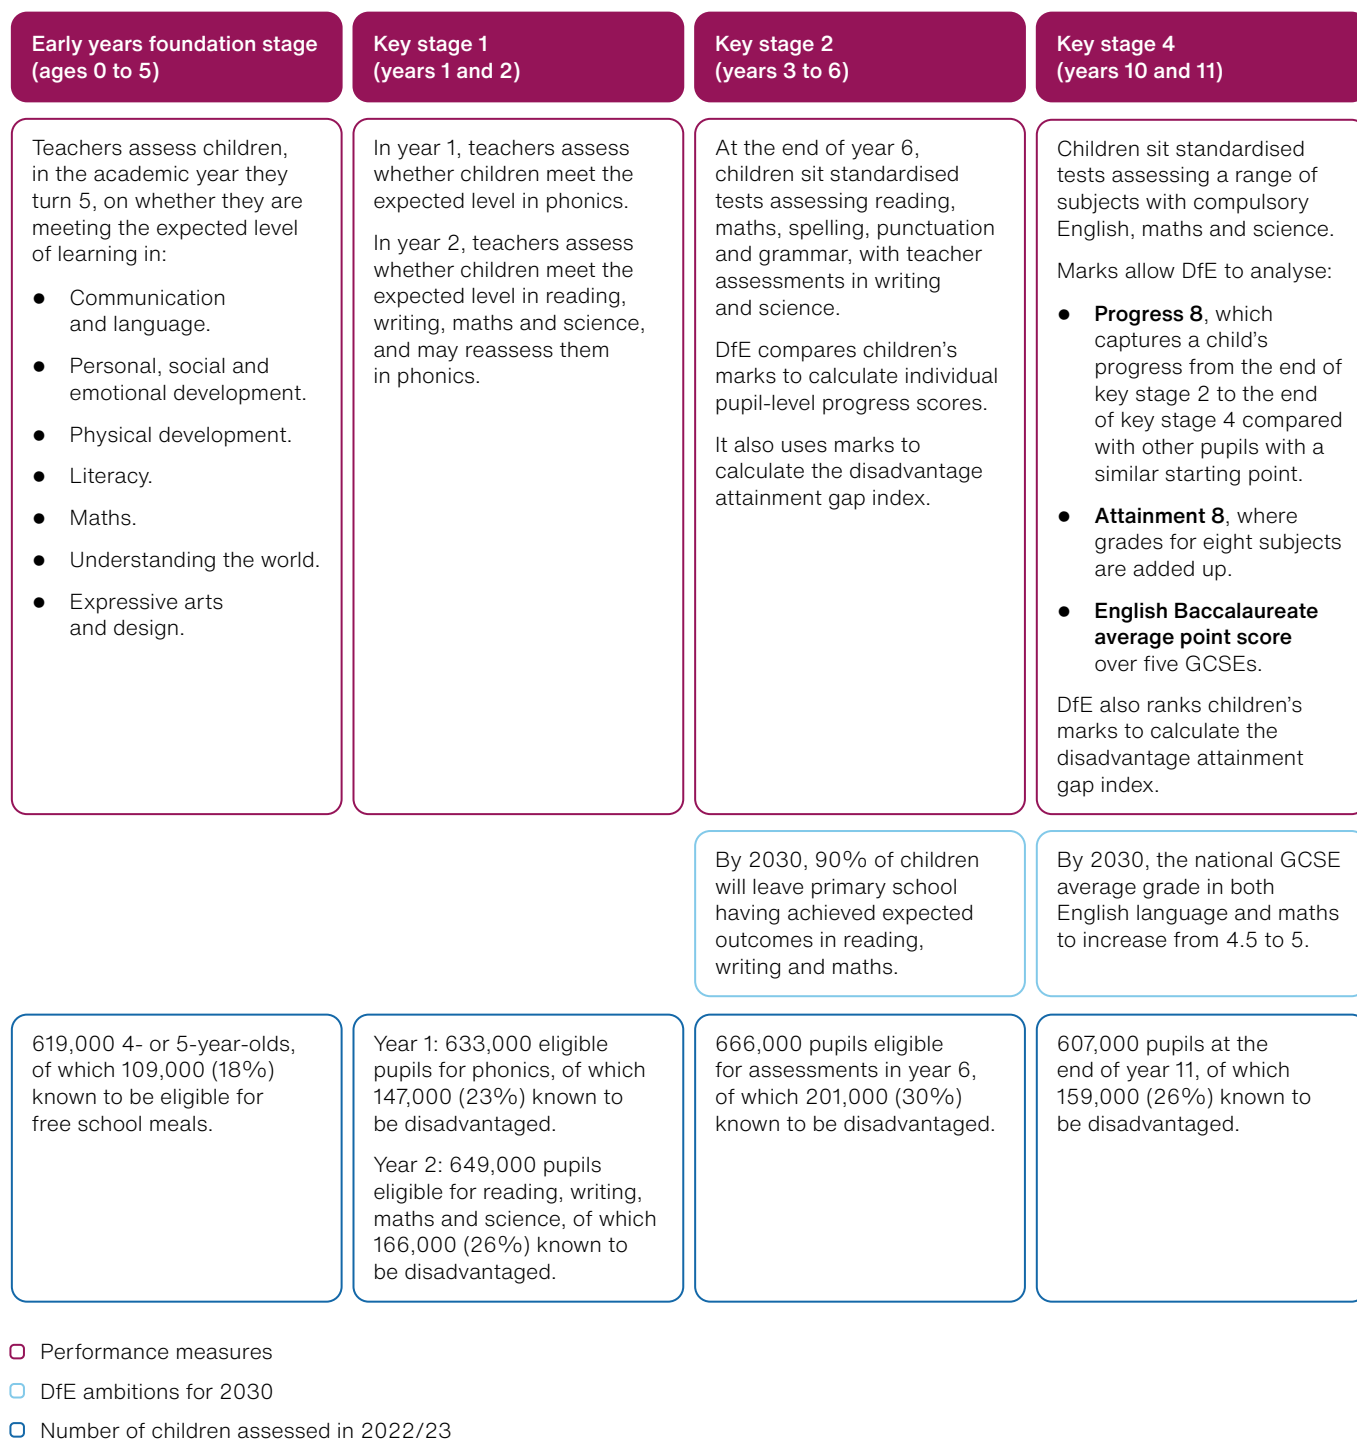 Early years foundation stage
(ages 0 to 5)
Key stage 1
(years 1 and 2)
Key stage 2
(years 3 to 6)
Key stage 4
(years 10 and 11)
Teachers assess children,
in the academic year they
turn 5, on whether they are
meeting the expected level
of learning in:
● Communication
and language.
● Personal, social and
emotional development.
● Physical development.
● Literacy.
● Maths.
● Understanding the world.
● Expressive arts
and design.
In year 1, teachers assess
whether children meet the
expected level in phonics.
In year 2, teachers assess
whether children meet the
expected level in reading,
writing, maths and science,
and may reassess them
in phonics.
At the end of year 6,
children sit standardised
tests assessing reading,
maths, spelling, punctuation
and grammar, with teacher
assessments in writing
and science.
DfE compares children’s
marks to calculate individual
pupil-level progress scores.
It also uses marks to
calculate the disadvantage
attainment gap index.
Children sit standardised
tests assessing a range of
subjects with compulsory
English, maths and science.
Marks allow DfE to analyse:
● Progress 8, which
captures a child’s
progress from the end of
key stage 2 to the end
of key stage 4 compared
with other pupils with a
similar starting point.
● Attainment 8, where
grades for eight subjects
are added up.
● English Baccalaureate
average point score
over five GCSEs.
DfE also ranks children’s
marks to calculate the
disadvantage attainment
gap index.
By 2030, 90% of children
will leave primary school
having achieved expected
outcomes in reading,
writing and maths.
By 2030, the national GCSE
average grade in both
English language and maths
to increase from 4.5 to 5.
619,000 4- or 5-year-olds,
of which 109,000 (18%)
known to be eligible for
free school meals.
Year 1: 633,000 eligible
pupils for phonics, of which
147,000 (23%) known to
be disadvantaged.
Year 2: 649,000 pupils
eligible for reading, writing,
maths and science, of which
166,000 (26%) known to
be disadvantaged.
666,000 pupils eligible
for assessments in year 6,
of which 201,000 (30%)
known to be disadvantaged.
607,000 pupils at the
end of year 11, of which
159,000 (26%) known to
be disadvantaged.
Performance measures
DfE ambitions for 2030
Number of children assessed in 2022/23